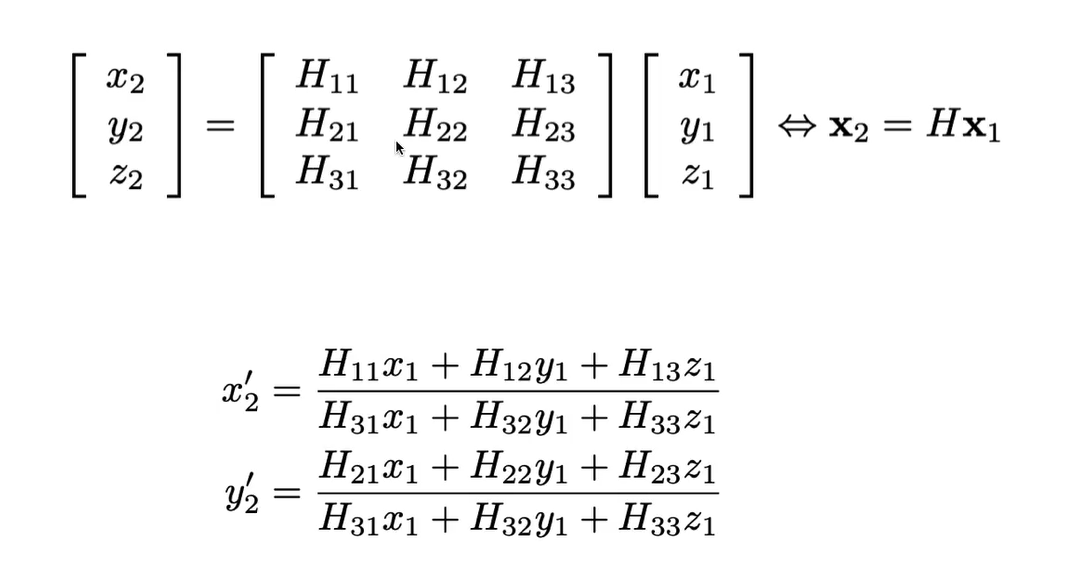 [x₂ y₂ z₂] = [H₁₁ H₁₂ H₁₃; H₂₁ H₂₂ H₂₃; H₃₁ H₃₂ H₃₃] [x₁ y₁ z₁] ⇔ 𝐱₂ = H𝐱₁
x′₂ = (H₁₁x₁ + H₁₂y₁ + H₁₃z₁) / (H₃₁x₁ + H₃₂y₁ + H₃₃z₁)
y′₂ = (H₂₁x₁ + H₂₂y₁ + H₂₃z₁) / (H₃₁x₁ + H₃₂y₁ + H₃₃z₁)